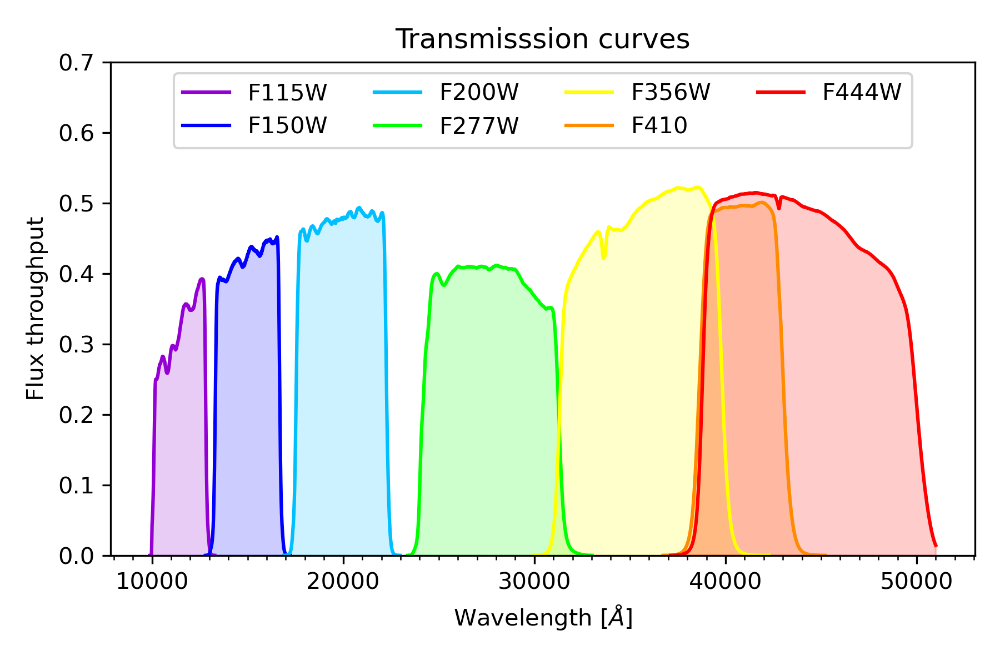 Transmisssion curves
F115W F200W F356W F444W
F150W F277W F410
0.7
0.6
0.5
0.4
0.3
0.2
0.1
0.0
Flux throughput
10000 20000 30000 40000 50000
Wavelength [Å]